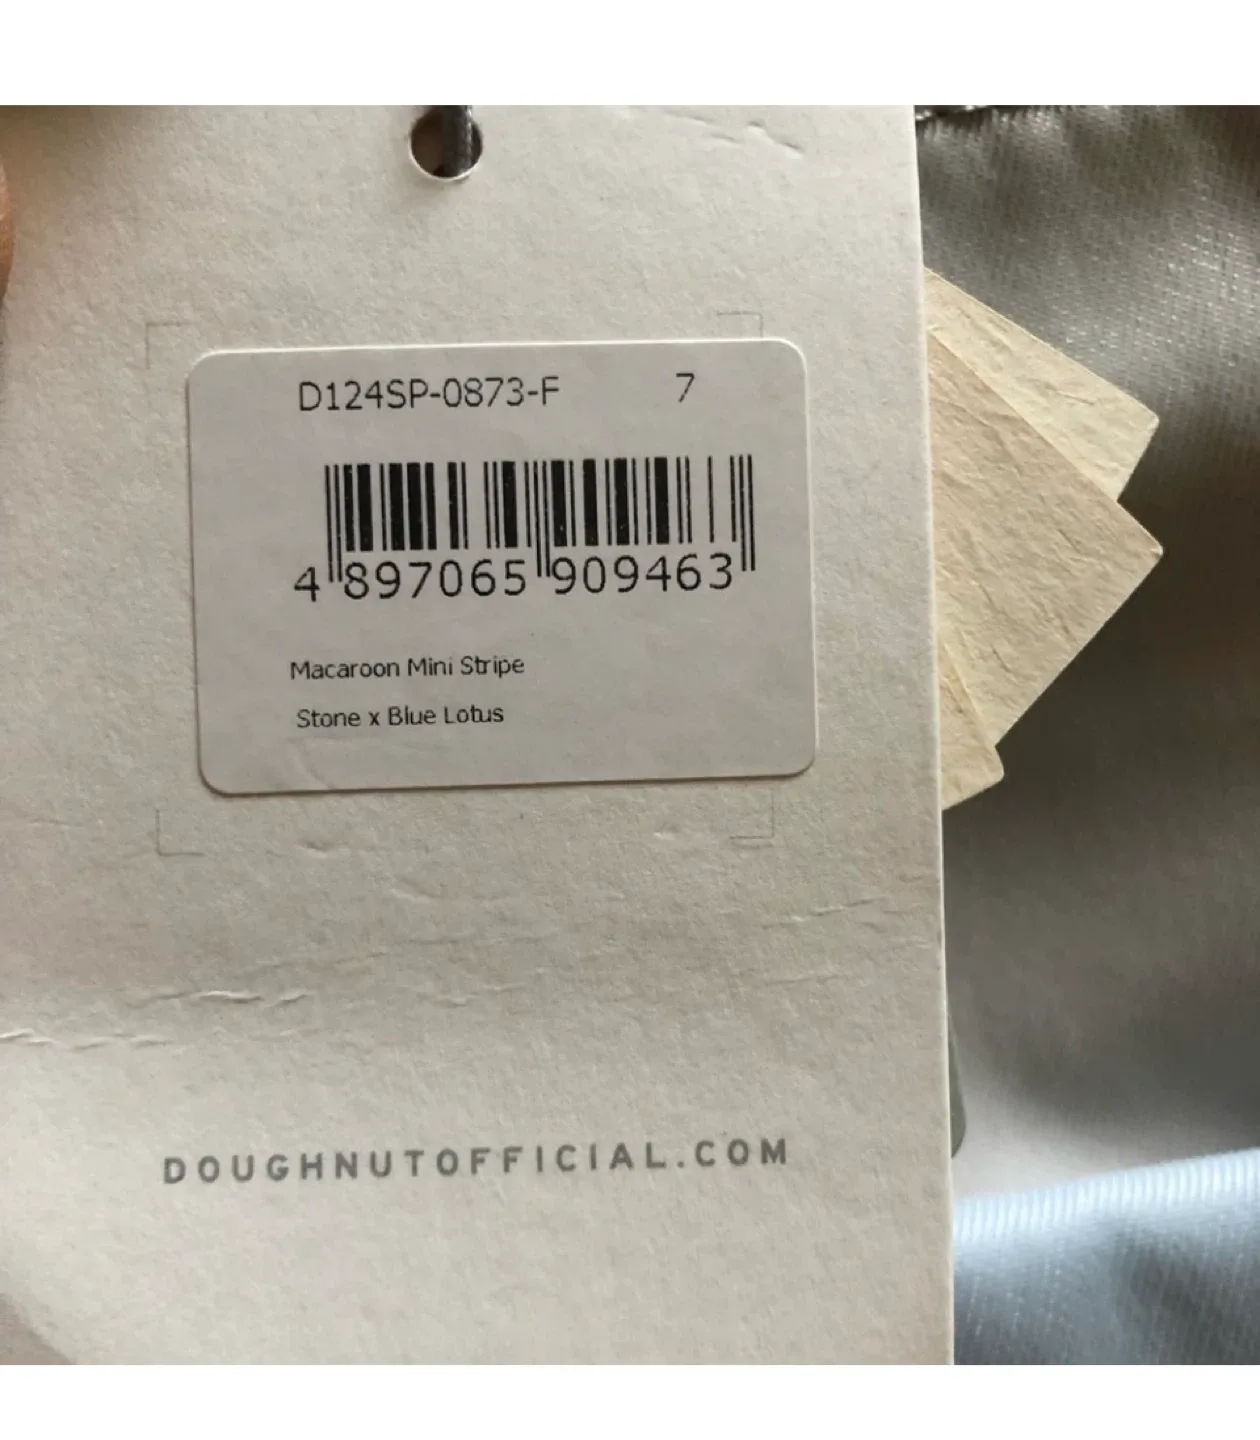 D124SP-0873-F 7
4 897065 909463
Macaroon Mini Stripe
Stone x Blue Lotus
DOUGHNUTOFFICIAL.COM